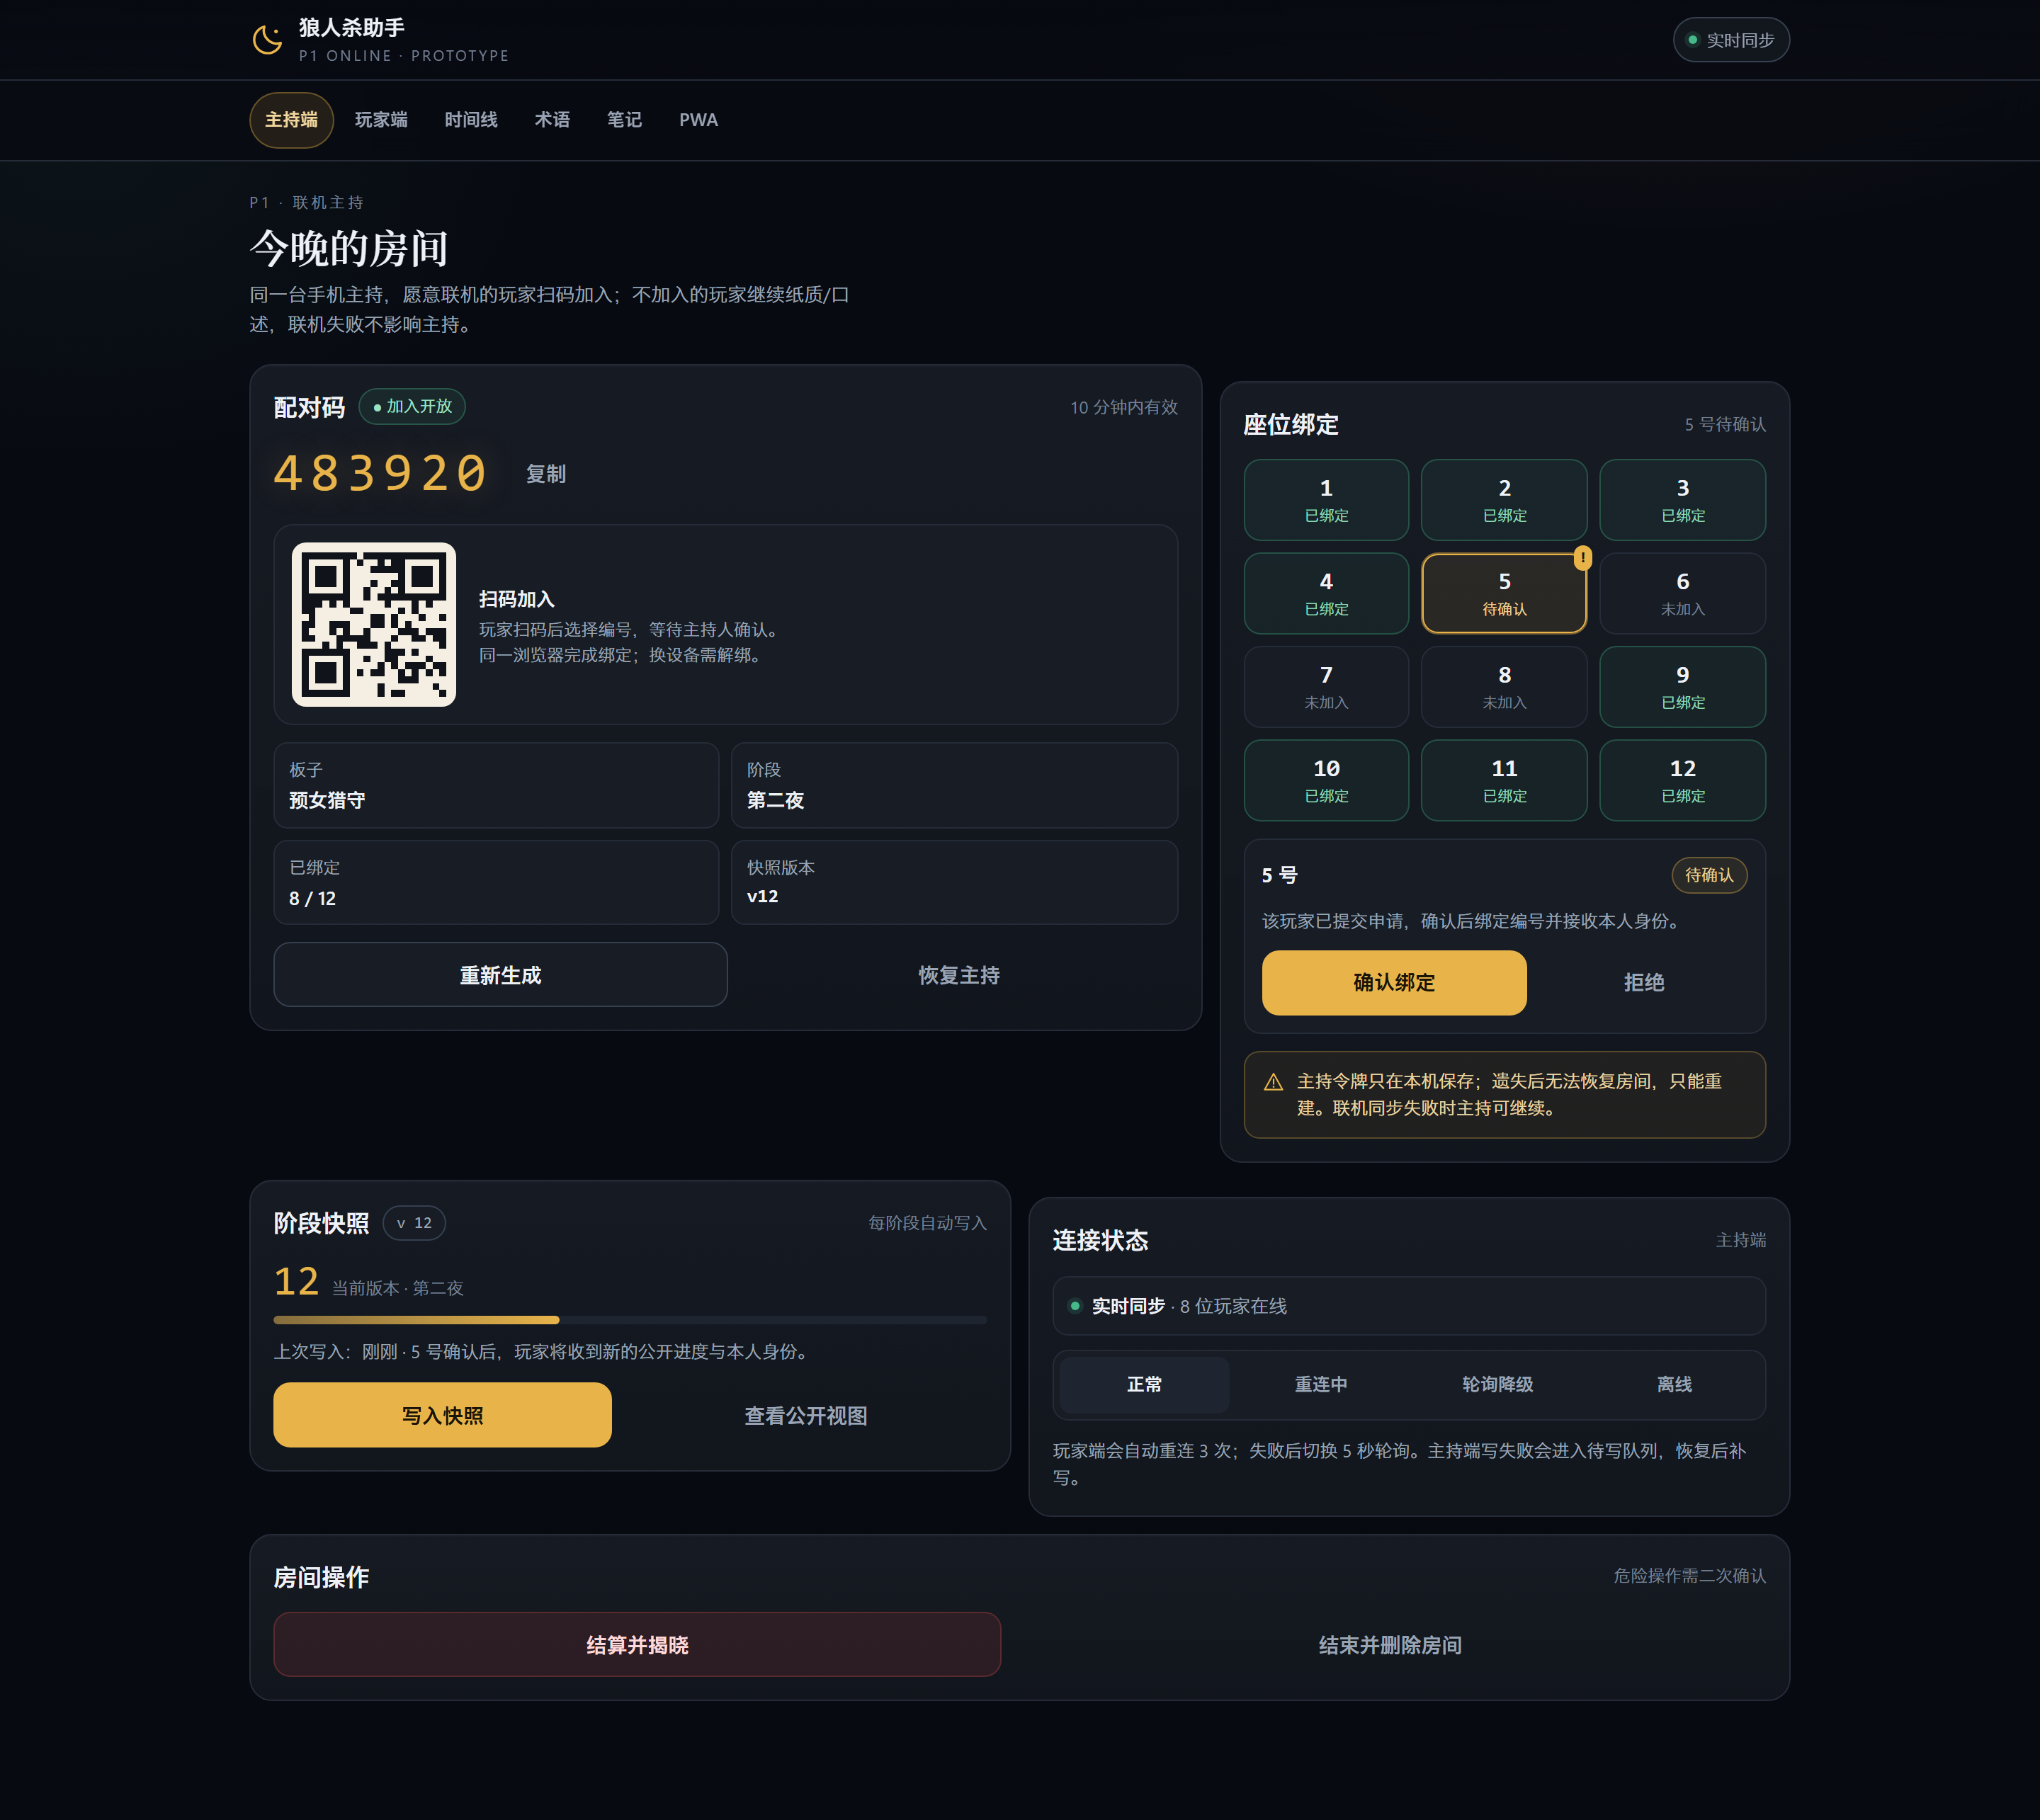 狼人杀助手
P1 ONLINE · PROTOTYPE
实时同步
主持端
玩家端
时间线
术语
笔记
PWA
P1 · 联机主持
今晚的房间
同一台手机主持，愿意联机的玩家扫码加入；不加入的玩家继续纸质/口
述，联机失败不影响主持。
配对码
加入开放
10 分钟内有效
483920
复制
扫码加入
玩家扫码后选择编号，等待主持人确认。
同一浏览器完成绑定；换设备需解绑。
板子
预女猎守
阶段
第二夜
已绑定
8 / 12
快照版本
v12
重新生成
恢复主持
座位绑定
5 号待确认
1
已绑定
2
已绑定
3
已绑定
4
已绑定
5
待确认
!
6
未加入
7
未加入
8
未加入
9
已绑定
10
已绑定
11
已绑定
12
已绑定
5 号
待确认
该玩家已提交申请，确认后绑定编号并接收本人身份。
确认绑定
拒绝
主持令牌只在本机保存；遗失后无法恢复房间，只能重
建。联机同步失败时主持可继续。
阶段快照
v 12
每阶段自动写入
12 当前版本 · 第二夜
上次写入：刚刚 · 5 号确认后，玩家将收到新的公开进度与本人身份。
写入快照
查看公开视图
连接状态
主持端
实时同步 · 8 位玩家在线
正常
重连中
轮询降级
离线
玩家端会自动重连 3 次；失败后切换 5 秒轮询。主持端写失败会进入待写队列，恢复后补
写。
房间操作
危险操作需二次确认
结算并揭晓
结束并删除房间